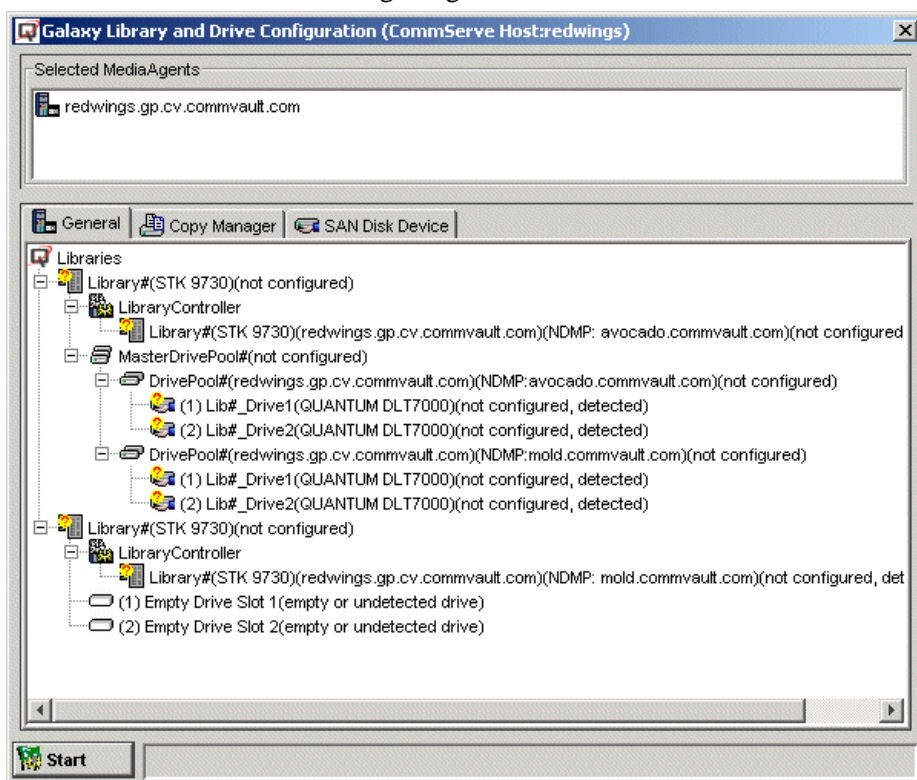 Galaxy Library and Drive Configuration (CommServe Host:redwings)
Selected MediaAgents
redwings.gp.cv.commvault.com
General Copy Manager SAN Disk Device
Libraries
Library#(STK 9730)(not configured)
LibraryController
Library#(STK 9730)(redwings.gp.cv.commvault.com)(NDMP: avocado.commvault.com)(not configured
MasterDrivePool#(not configured)
DrivePool#(redwings.gp.cv.commvault.com)(NDMP:avocado.commvault.com)(not configured)
(1) Lib#_Drive1(QUANTUM DLT7000)(not configured, detected)
(2) Lib#_Drive2(QUANTUM DLT7000)(not configured, detected)
DrivePool#(redwings.gp.cv.commvault.com)(NDMP:mold.commvault.com)(not configured)
(1) Lib#_Drive1(QUANTUM DLT7000)(not configured, detected)
(2) Lib#_Drive2(QUANTUM DLT7000)(not configured, detected)
Library#(STK 9730)(not configured)
LibraryController
Library#(STK 9730)(redwings.gp.cv.commvault.com)(NDMP: mold.commvault.com)(not configured, det
(1) Empty Drive Slot 1(empty or undetected drive)
(2) Empty Drive Slot 2(empty or undetected drive)
Start